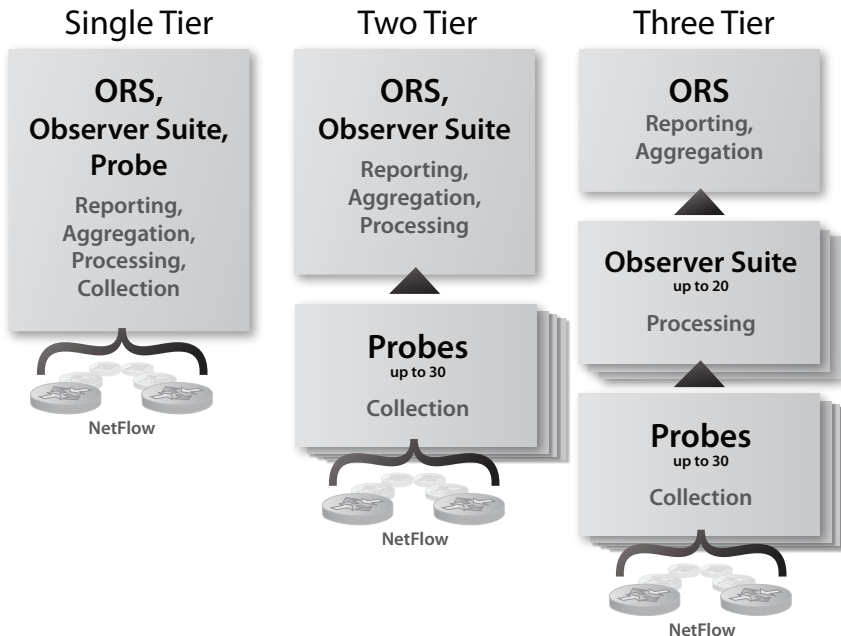 Single Tier
ORS,
Observer Suite,
Probe
Reporting,
Aggregation,
Processing,
Collection
NetFlow
Two Tier
ORS,
Observer Suite
Reporting,
Aggregation,
Processing
Probes
up to 30
Collection
NetFlow
Three Tier
ORS
Reporting,
Aggregation
Observer Suite
up to 20
Processing
Probes
up to 30
Collection
NetFlow